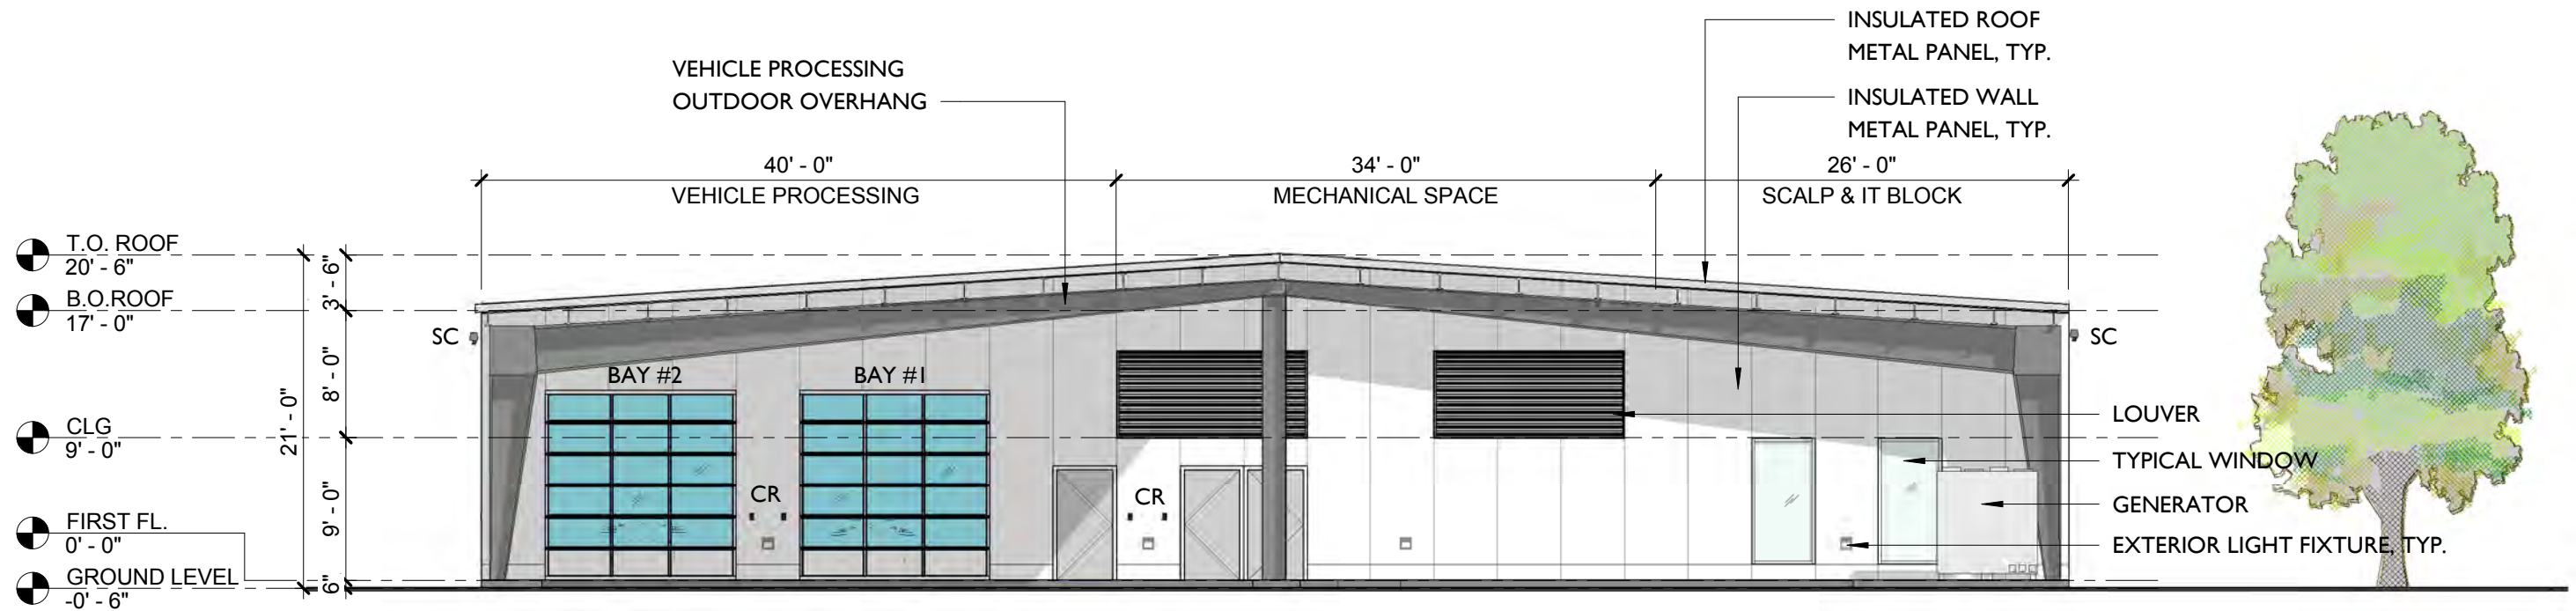 INSULATED ROOF
METAL PANEL, TYP.
VEHICLE PROCESSING
OUTDOOR OVERHANG
INSULATED WALL
METAL PANEL, TYP.
40' - 0"
34' - 0"
26' - 0"
VEHICLE PROCESSING
MECHANICAL SPACE
SCALP & IT BLOCK
T.O. ROOF
20' - 6"
B.O.ROOF
17' - 0"
CLG
9' - 0"
FIRST FL.
0' - 0"
GROUND LEVEL
-0' - 6"
21' - 0"
3' - 6"
8' - 0"
9' - 0"
6"
SC
SC
BAY #2
BAY #1
CR
CR
LOUVER
TYPICAL WINDOW
GENERATOR
EXTERIOR LIGHT FIXTURE, TYP.